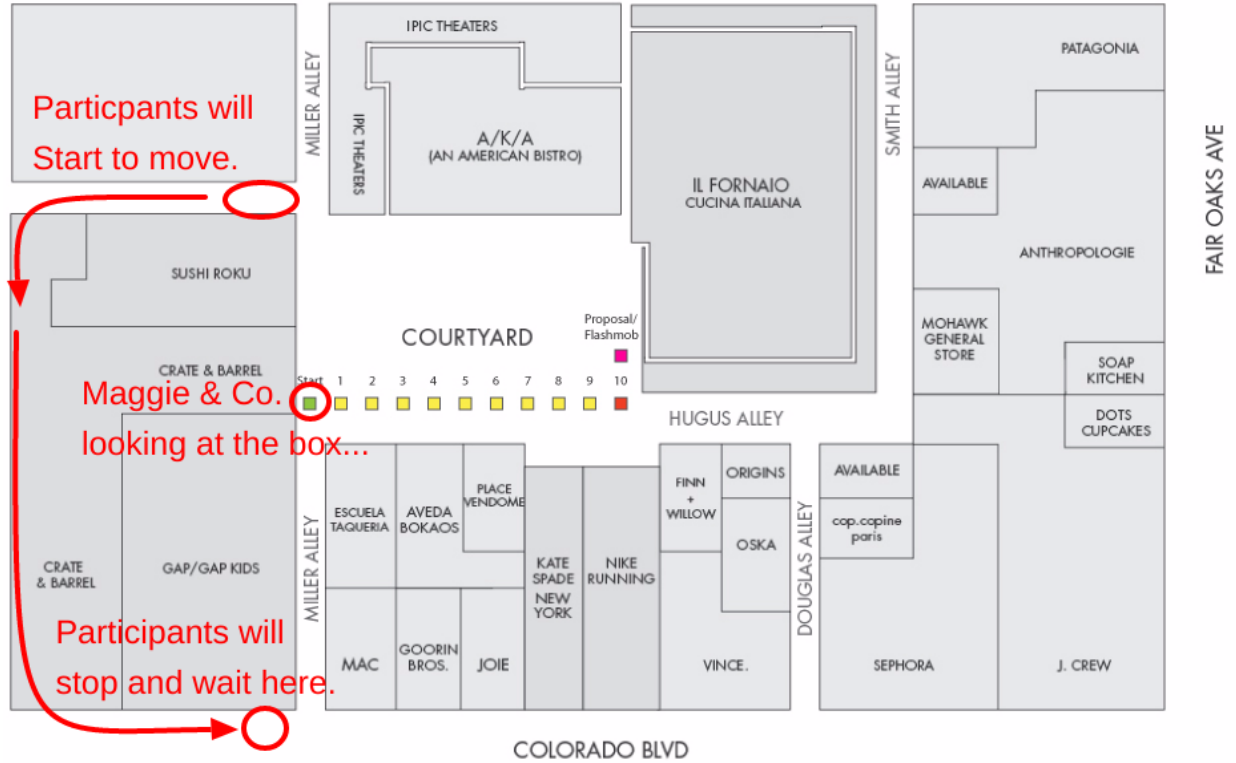 IPIC THEATERS
PATAGONIA
MILLER ALLEY
SMITH ALLEY
Particpants will
Start to move.
A/K/A
(AN AMERICAN BISTRO)
IPIC THEATERS
IL FORNAIO
CUCINA ITALIANA
AVAILABLE
FAIR OAKS AVE
ANTHROPOLOGIE
SUSHI ROKU
COURTYARD
Proposal/
Flashmob
MOHAWK
GENERAL
STORE
SOAP
KITCHEN
CRATE & BARREL
Start 1 2 3 4 5 6 7 8 9 10
Maggie & Co.
looking at the box...
HUGUS ALLEY
DOTS
CUPCAKES
ESCUELA
TAQUERIA
AVEDA
BOKAOS
PLACE
VENDOME
FINN
+
WILLOW
ORIGINS
AVAILABLE
cop.copine
paris
OSKA
MILLER ALLEY
DOUGLAS ALLEY
CRATE
& BARREL
GAP/GAP KIDS
KATE
SPADE
NEW
YORK
NIKE
RUNNING
Participants will
stop and wait here.
MAC
GOORIN
BROS.
JOIE
VINCE.
SEPHORA
J. CREW
COLORADO BLVD